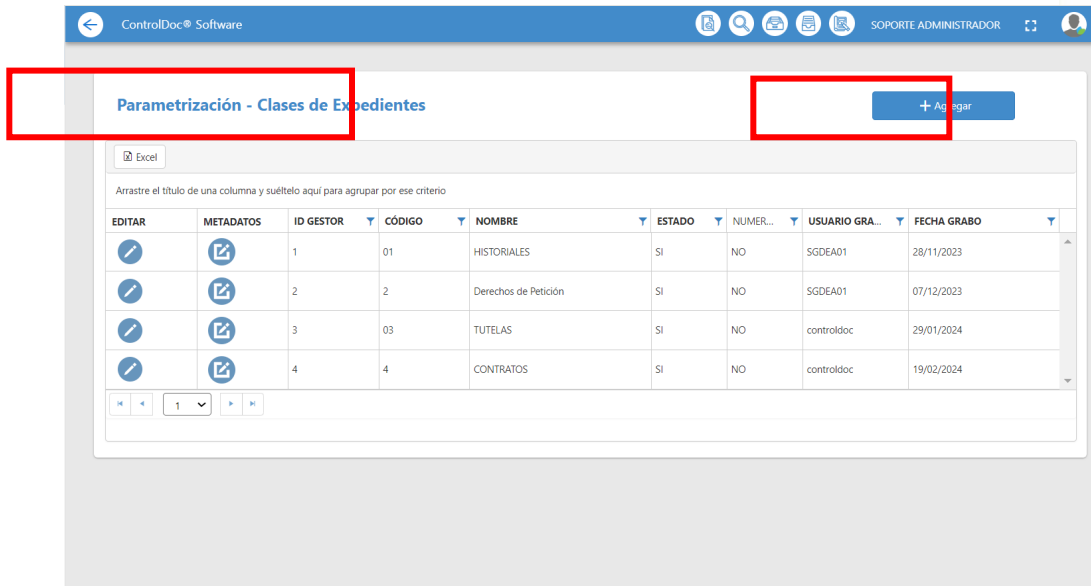 ControlDoc® Software SOPORTE ADMINISTRADOR
Parametrización - Clases de Expedientes + Agregar
Excel
Arrastre el título de una columna y suéltelo aquí para agrupar por ese criterio
EDITAR METADATOS ID GESTOR CÓDIGO NOMBRE ESTADO NUMER... USUARIO GRA... FECHA GRABO
1 01 HISTORIALES SI NO SGDEA01 28/11/2023
2 2 Derechos de Petición SI NO SGDEA01 07/12/2023
3 03 TUTELAS SI NO controldoc 29/01/2024
4 4 CONTRATOS SI NO controldoc 19/02/2024
1